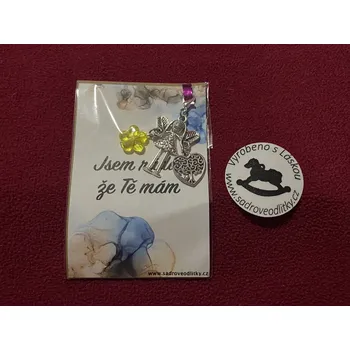 Jsem
že Tě mám
www.sadroveodlitky.cz
Vyrobeno s Láskou
www.sadroveodlitky.cz